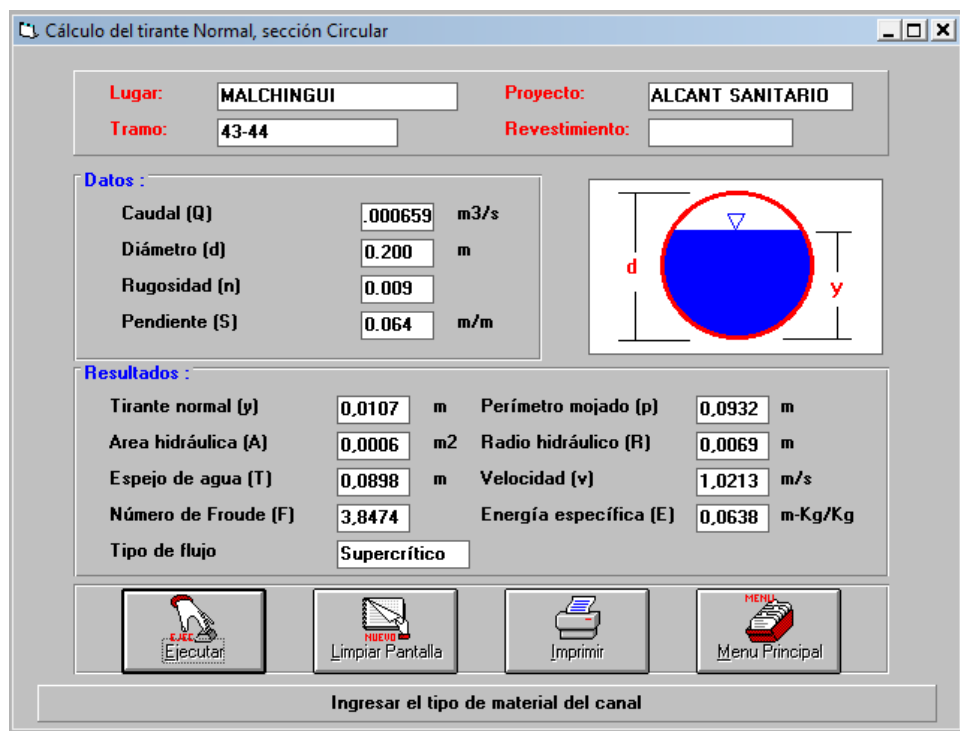 Cálculo del tirante Normal, sección Circular
Lugar: MALCHINGUI Proyecto: ALCANT SANITARIO
Tramo: 43-44 Revestimiento:
Datos :
Caudal (Q) .000659 m3/s
Diámetro (d) 0.200 m
Rugosidad (n) 0.009
Pendiente (S) 0.064 m/m
d y
Resultados :
Tirante normal (y) 0,0107 m Perímetro mojado (p) 0,0932 m
Area hidráulica (A) 0,0006 m2 Radio hidráulico (R) 0,0069 m
Espejo de agua (T) 0,0898 m Velocidad (v) 1,0213 m/s
Número de Froude (F) 3,8474 Energía específica (E) 0,0638 m-Kg/Kg
Tipo de flujo Supercrítico
EJEC NUEVO MENU
Ejecutar Limpiar Pantalla Imprimir Menu Principal
Ingresar el tipo de material del canal